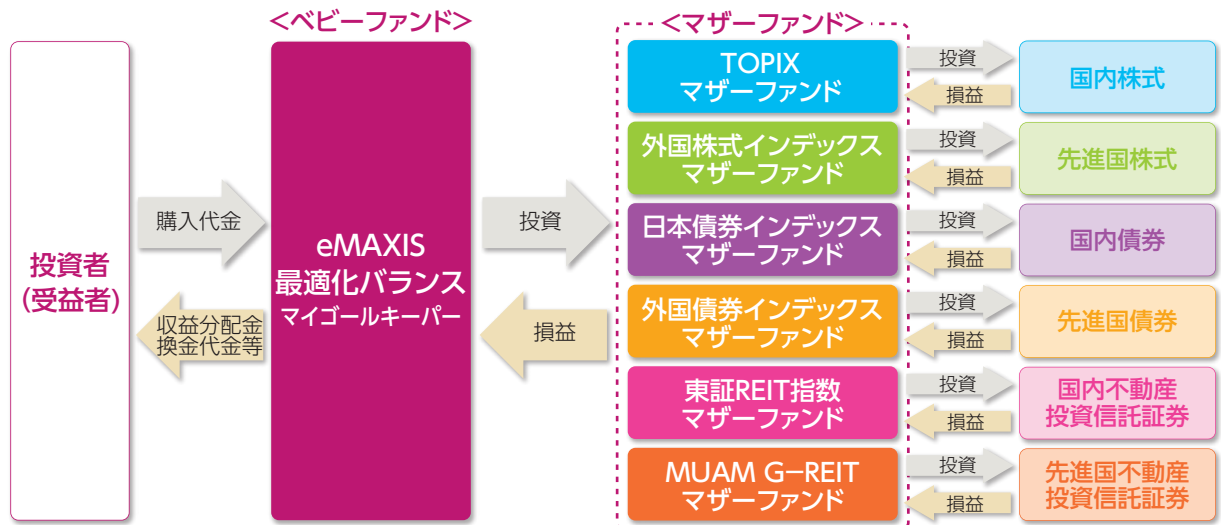 <ベビーファンド>
<マザーファンド>
投資者
(受益者)
購入代金
収益分配金
換金代金等
eMAXIS
最適化バランス
マイゴールキーパー
投資
損益
TOPIX
マザーファンド
投資
損益
国内株式
外国株式インデックス
マザーファンド
投資
損益
先進国株式
日本債券インデックス
マザーファンド
投資
損益
国内債券
外国債券インデックス
マザーファンド
投資
損益
先進国債券
東証REIT指数
マザーファンド
投資
損益
国内不動産
投資信託証券
MUAM G－REIT
マザーファンド
投資
損益
先進国不動産
投資信託証券